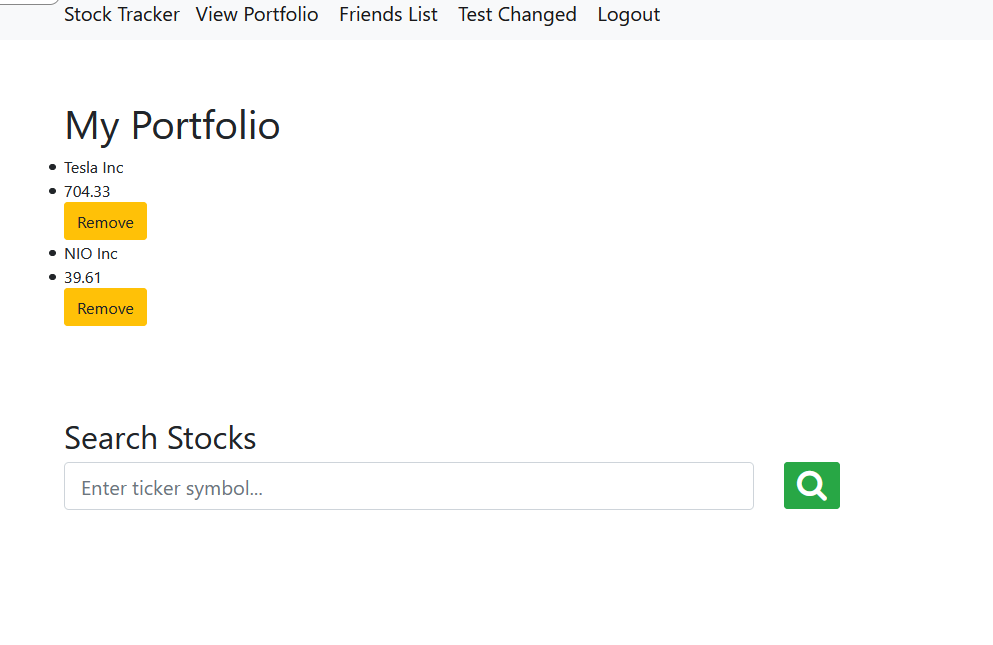 Stock Tracker View Portfolio Friends List Test Changed Logout
My Portfolio
Tesla Inc
704.33
Remove
NIO Inc
39.61
Remove
Search Stocks
Enter ticker symbol...